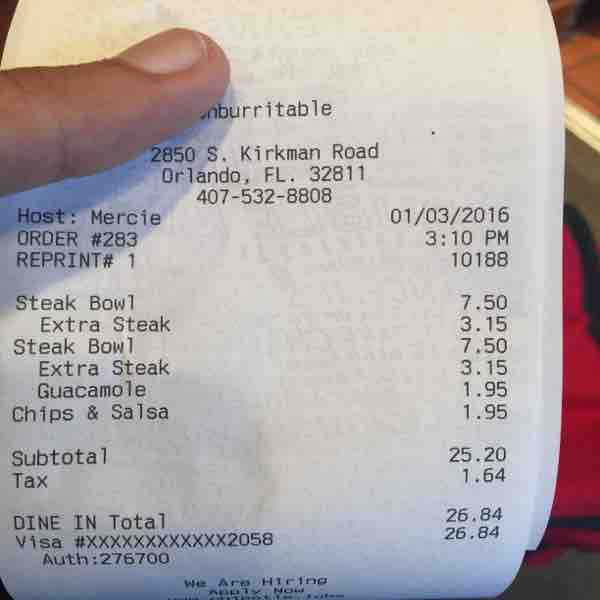 2850 S. Kirkman Road
Orlando, FL. 32811
407-532-8808
Host: Mercie 01/03/2016
ORDER #283 3:10 PM
REPRINT# 1 10188
Steak Bowl 7.50
Extra Steak 3.15
Steak Bowl 7.50
Extra Steak 3.15
Guacamole 1.95
Chips & Salsa 1.95
Subtotal 25.20
Tax 1.64
DINE IN Total 26.84
Visa #XXXXXXXXXXXX2058 26.84
Auth:276700
We Are Hiring
Apply Now